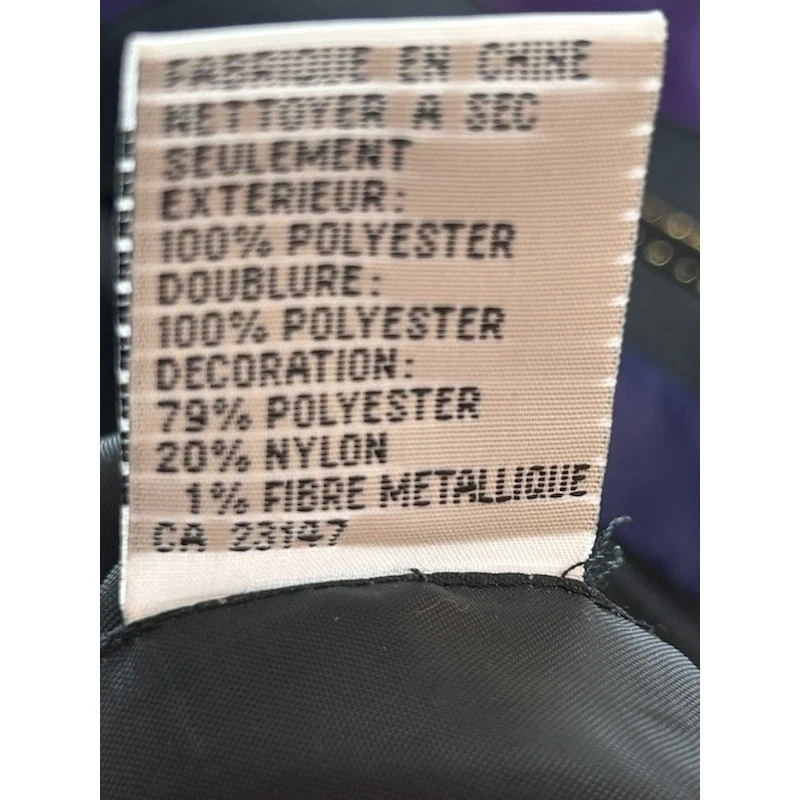 FABRIQUE EN CHINE
NETTOYER A SEC
SEULEMENT
EXTERIEUR:
100% POLYESTER
DOUBLURE:
100% POLYESTER
DECORATION:
79% POLYESTER
20% NYLON
1% FIBRE METALLIQUE
CA 23147